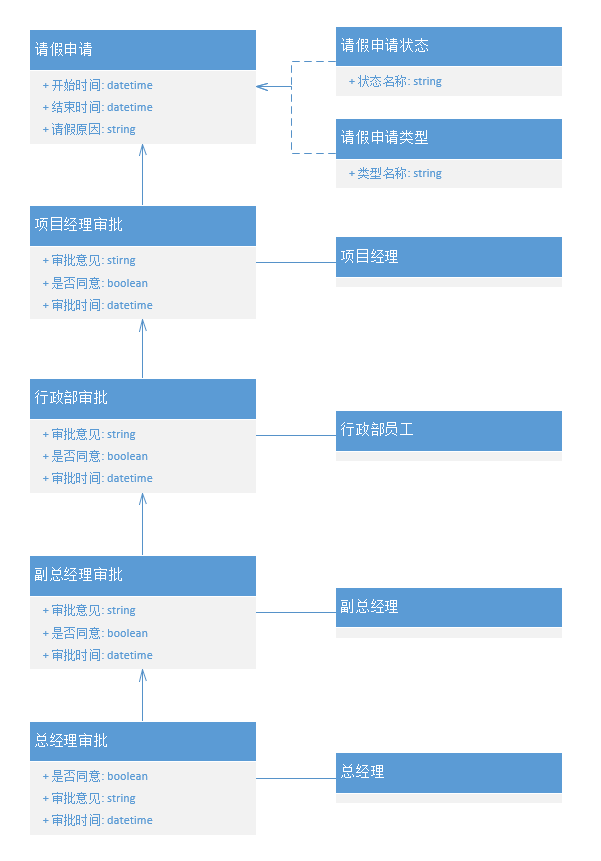 请假申请
+ 开始时间: datetime
+ 结束时间: datetime
+ 请假原因: string
请假申请状态
+ 状态名称: string
请假申请类型
+ 类型名称: string
项目经理审批
+ 审批意见: stirng
+ 是否同意: boolean
+ 审批时间: datetime
项目经理
行政部审批
+ 审批意见: string
+ 是否同意: boolean
+ 审批时间: datetime
行政部员工
副总经理审批
+ 审批意见: string
+ 是否同意: boolean
+ 审批时间: datetime
副总经理
总经理审批
+ 是否同意: boolean
+ 审批意见: string
+ 审批时间: datetime
总经理